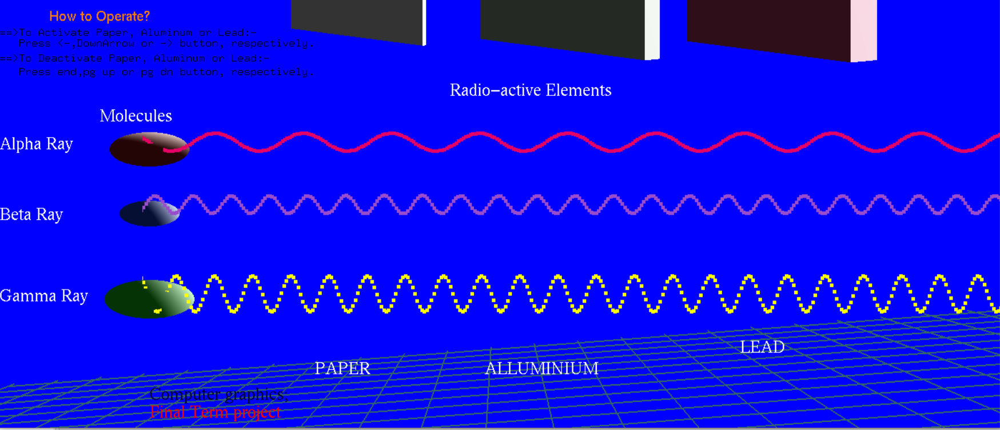 How to Operate?
==>To Activate Paper, Aluminum or Lead:-
Press <-,DownArrow or -> button, respectively.
==>To Deactivate Paper, Aluminum or Lead:-
Press end,pg up or pg dn button, respectively.
Radio-active Elements
Molecules
Alpha Ray
Beta Ray
Gamma Ray
LEAD
PAPER
ALLUMINIUM
Computer graphics,
Final Term project